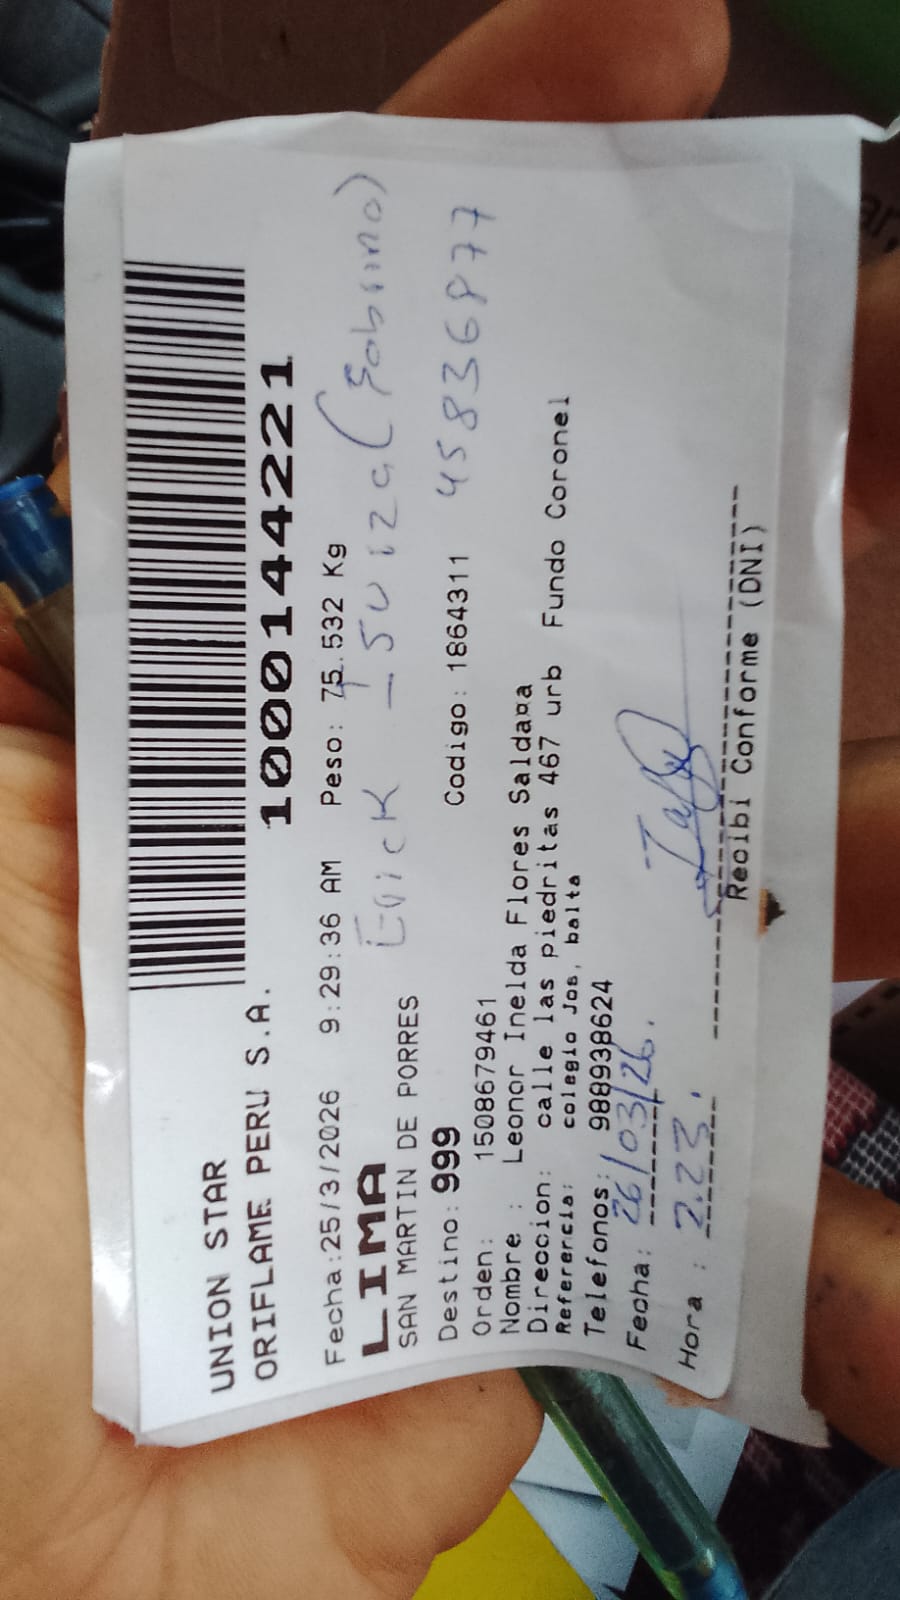 UNION STAR
ORIFLAME PERU S.A.
1000144221
Fecha:25/3/2026 9:29:36 AM Peso: 75.532 Kg
LIMA
Erick Suiza (Sobrino)
SAN MARTIN DE PORRES
Destino: 999 Codigo: 1864311 45836877
Orden: 1508679461
Nombre : Leonor Inelda Flores Saldaña
Direccion: calle las piedritas 467 urb Fundo Coronel
Referencia: colegio Jos, balta
Telefonos: 988938624
Fecha: 26/03/26.
Hora : 2.23.
Recibi Conforme (DNI)